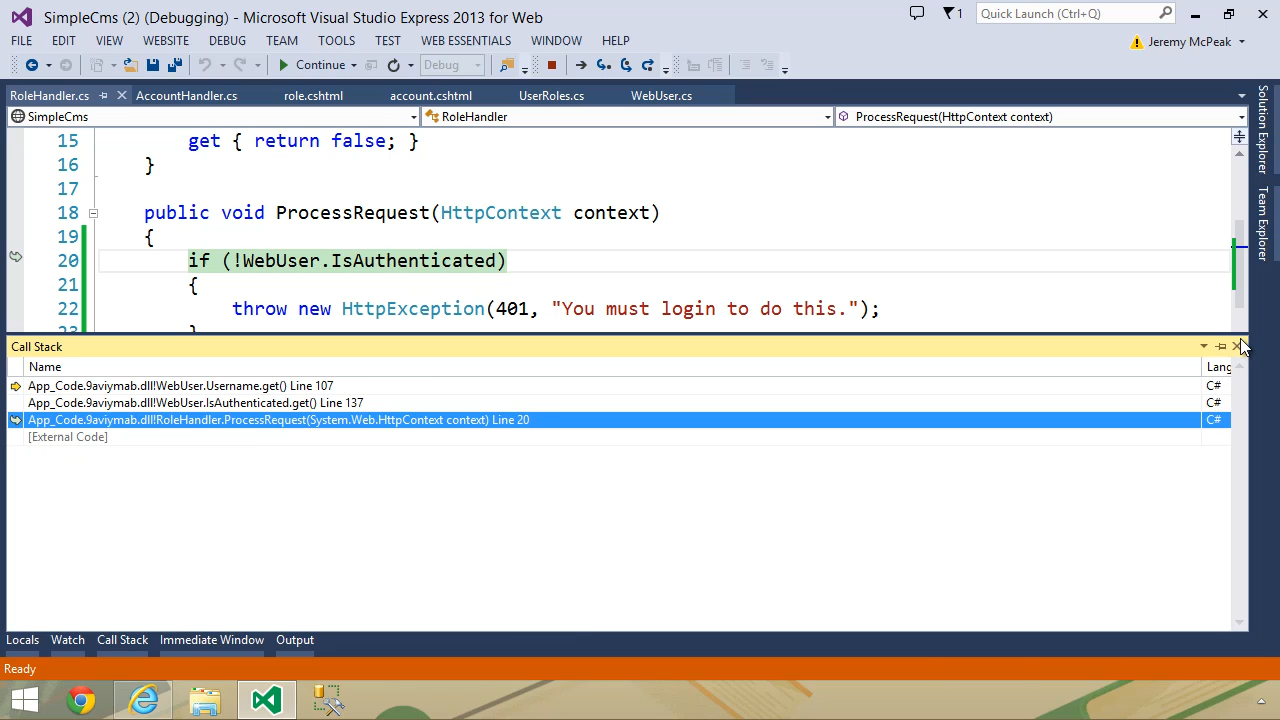 SimpleCms (2) (Debugging) - Microsoft Visual Studio Express 2013 for Web
1
Quick Launch (Ctrl+Q)
FILE EDIT VIEW WEBSITE DEBUG TEAM TOOLS TEST WEB ESSENTIALS WINDOW HELP
Jeremy McPeak
Continue Debug
RoleHandler.cs AccountHandler.cs role.cshtml account.cshtml UserRoles.cs WebUser.cs
SimpleCms RoleHandler ProcessRequest(HttpContext context)
15 get { return false; }
16 }
17
18 public void ProcessRequest(HttpContext context)
19 {
20 if (!WebUser.IsAuthenticated)
21 {
22 throw new HttpException(401, "You must login to do this.");
23 }
Solution Explorer
Team Explorer
Call Stack
Name Lang
App_Code.9aviymab.dll!WebUser.Username.get() Line 107 C#
App_Code.9aviymab.dll!WebUser.IsAuthenticated.get() Line 137 C#
App_Code.9aviymab.dll!RoleHandler.ProcessRequest(System.Web.HttpContext context) Line 20 C#
[External Code]
Locals Watch Call Stack Immediate Window Output
Ready